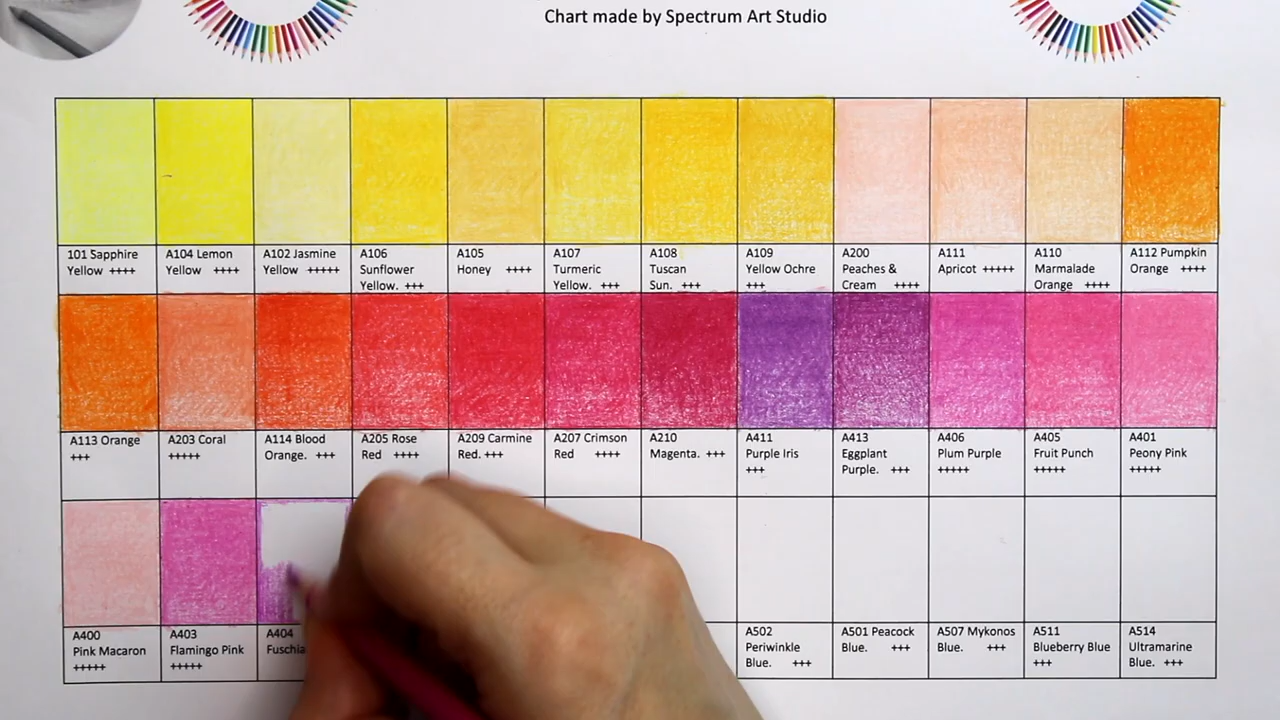 Chart made by Spectrum Art Studio
101 Sapphire
Yellow ++++
A104 Lemon
Yellow ++++
A102 Jasmine
Yellow +++++
A106
Sunflower
Yellow. +++
A105
Honey ++++
A107
Turmeric
Yellow. +++
A108
Tuscan
Sun. +++
A109
Yellow Ochre
+++
A200
Peaches &
Cream ++++
A111
Apricot +++++
A110
Marmalade
Orange ++++
A112 Pumpkin
Orange ++++
A113 Orange
+++
A203 Coral
+++++
A114 Blood
Orange. +++
A205 Rose
Red ++++
A209 Carmine
Red. +++
A207 Crimson
Red ++++
A210
Magenta. +++
A411
Purple Iris
+++
A413
Eggplant
Purple. +++
A406
Plum Purple
+++++
A405
Fruit Punch
+++++
A401
Peony Pink
+++++
A400
Pink Macaron
+++++
A403
Flamingo Pink
+++++
A404
Fuschia
A502
Periwinkle
Blue. +++
A501 Peacock
Blue. +++
A507 Mykonos
Blue. +++
A511
Blueberry Blue
+++
A514
Ultramarine
Blue. +++